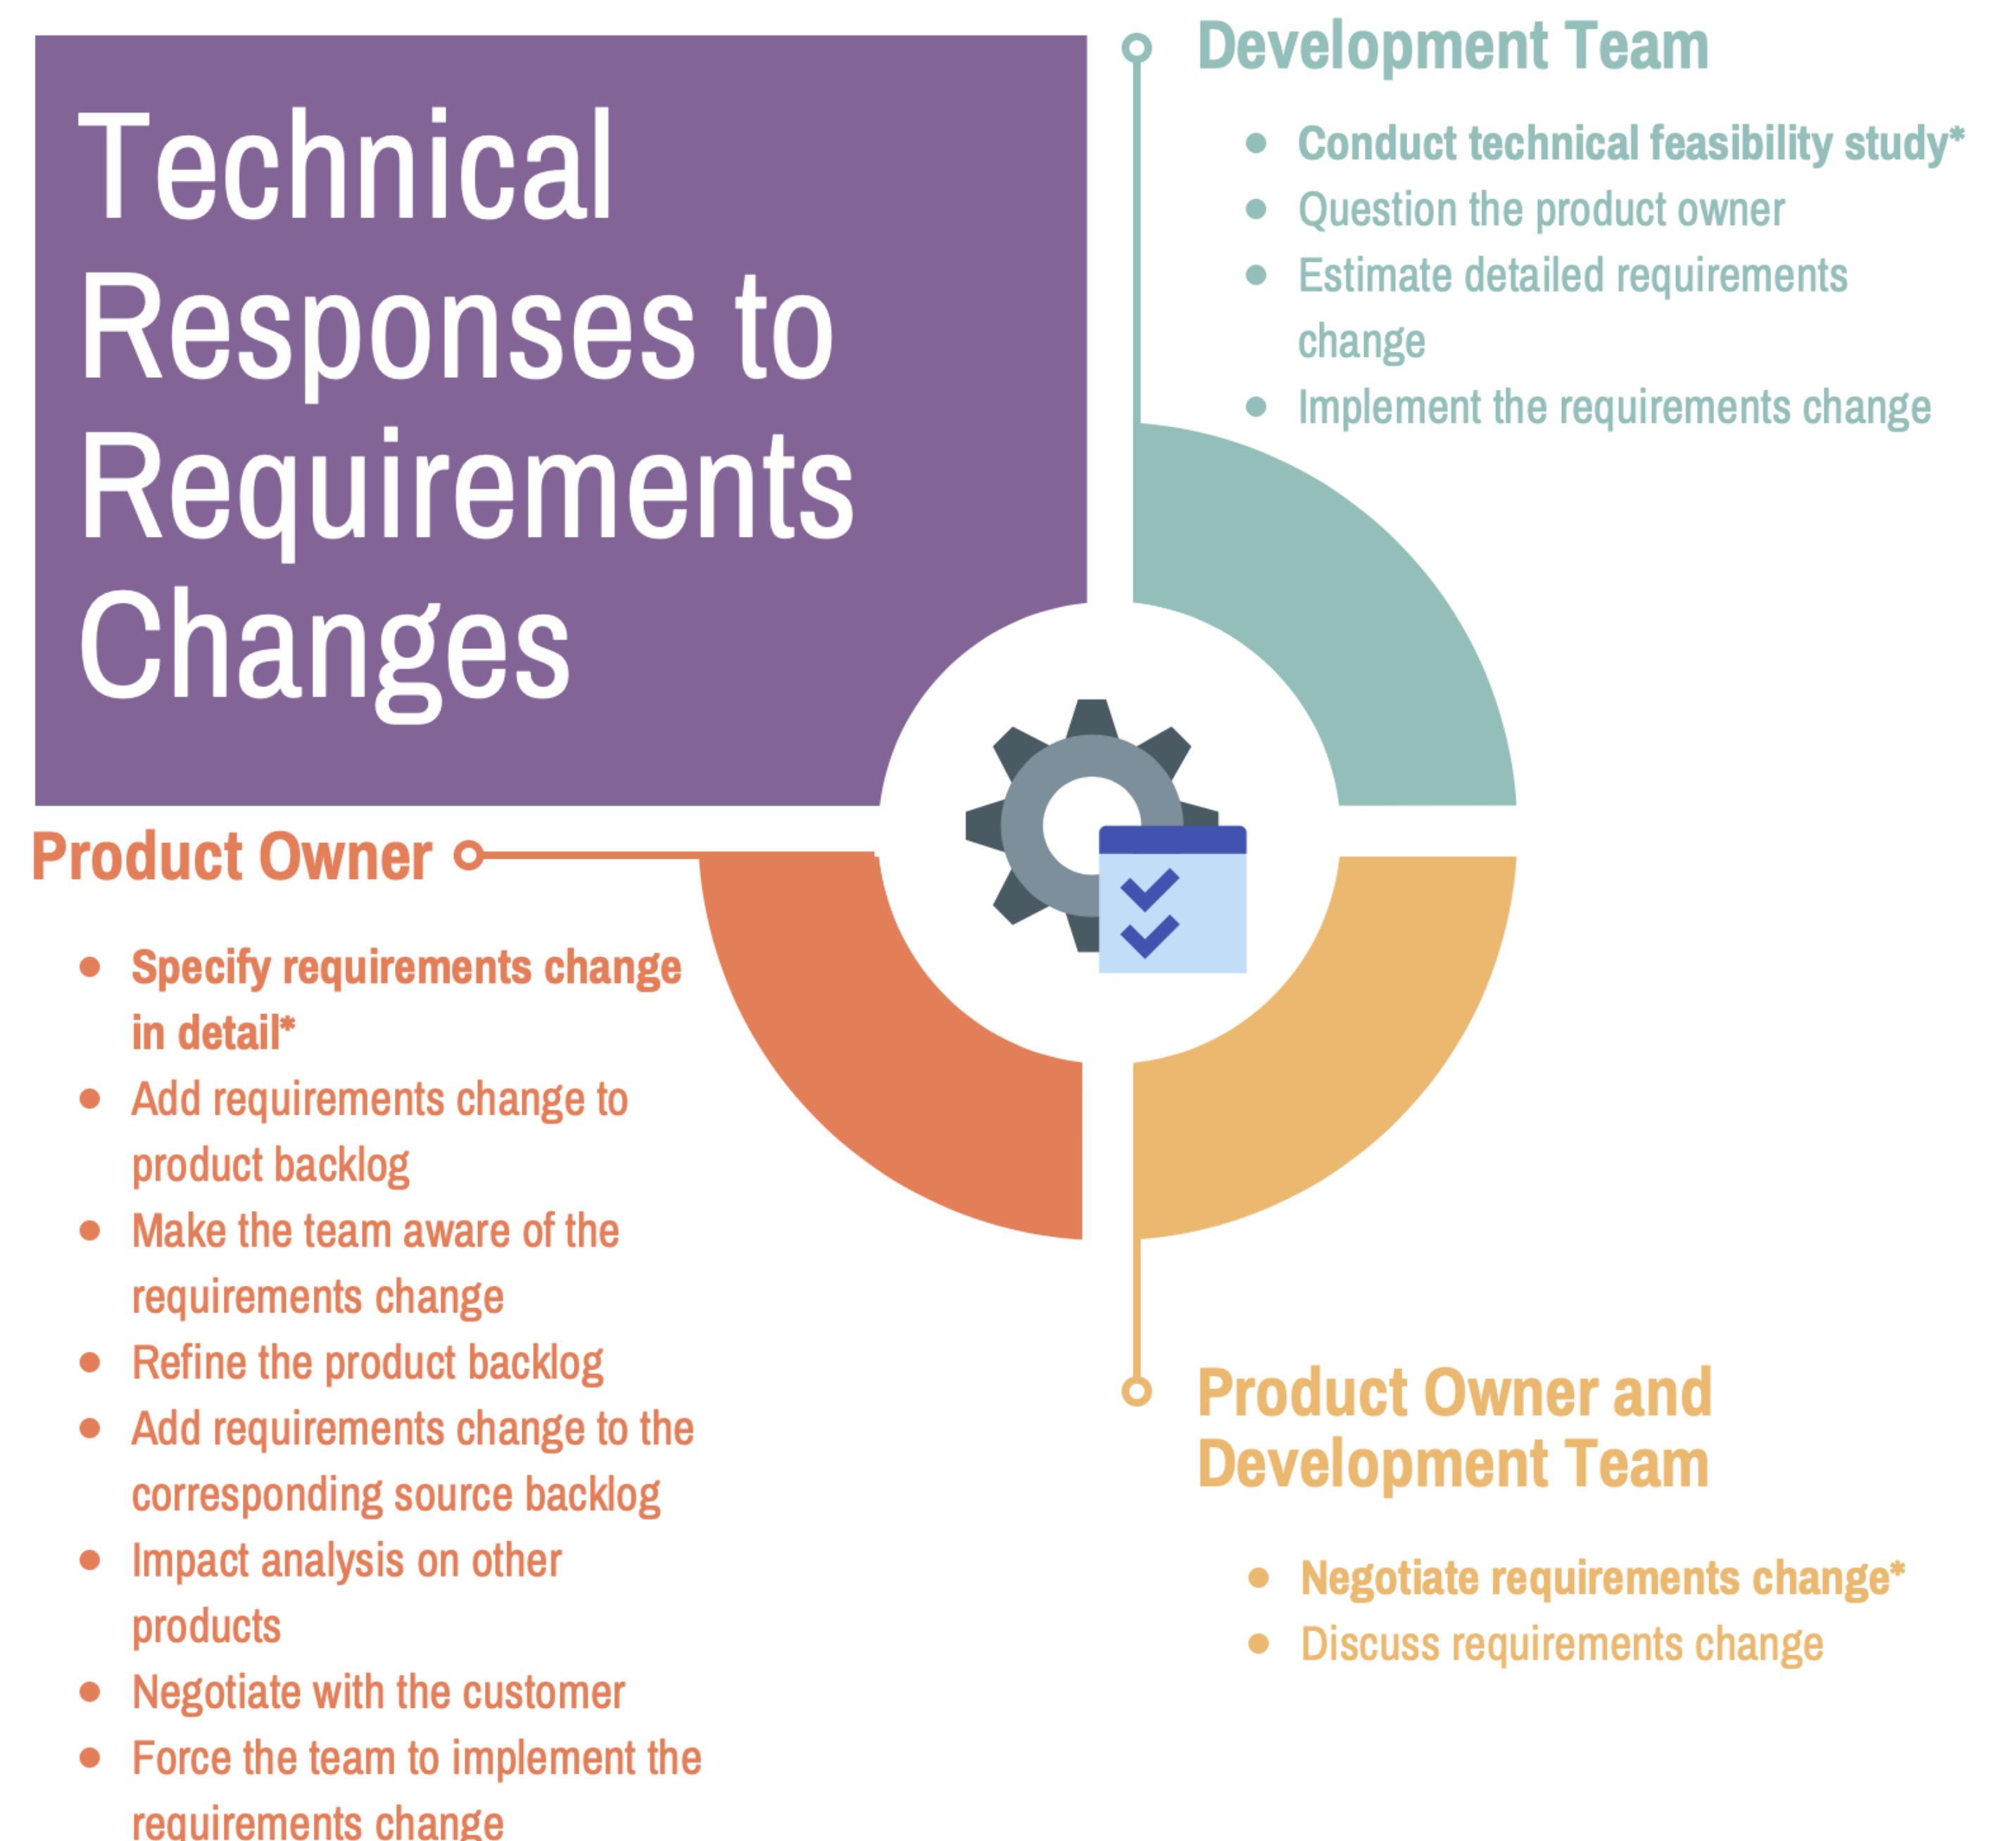 Technical
Responses to
Requirements
Changes
Development Team
Conduct technical feasibility study*
Question the product owner
Estimate detailed requirements
change
Implement the requirements change
Product Owner
Specify requirements change
in detail*
Add requirements change to
product backlog
Make the team aware of the
requirements change
Refine the product backlog
Add requirements change to the
corresponding source backlog
Impact analysis on other
products
Negotiate with the customer
Force the team to implement the
requirements change
Product Owner and
Development Team
Negotiate requirements change*
Discuss requirements change